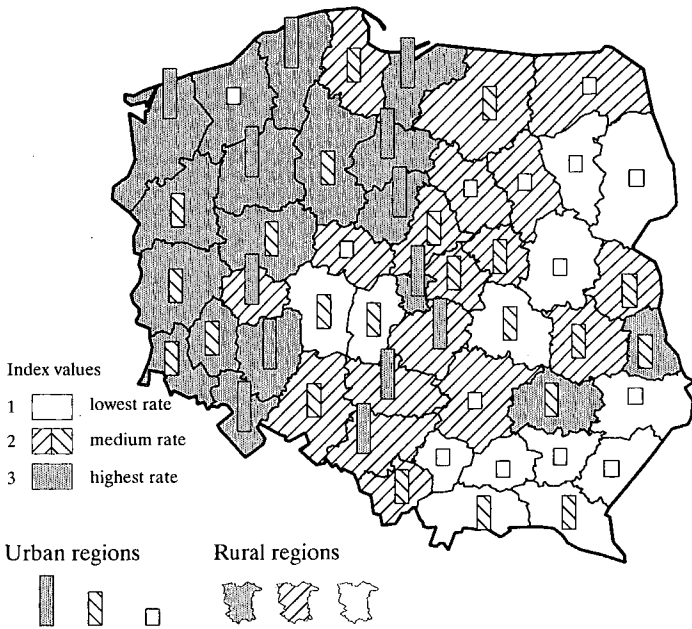 Index values
1 lowest rate
2 medium rate
3 highest rate
Urban regions Rural regions